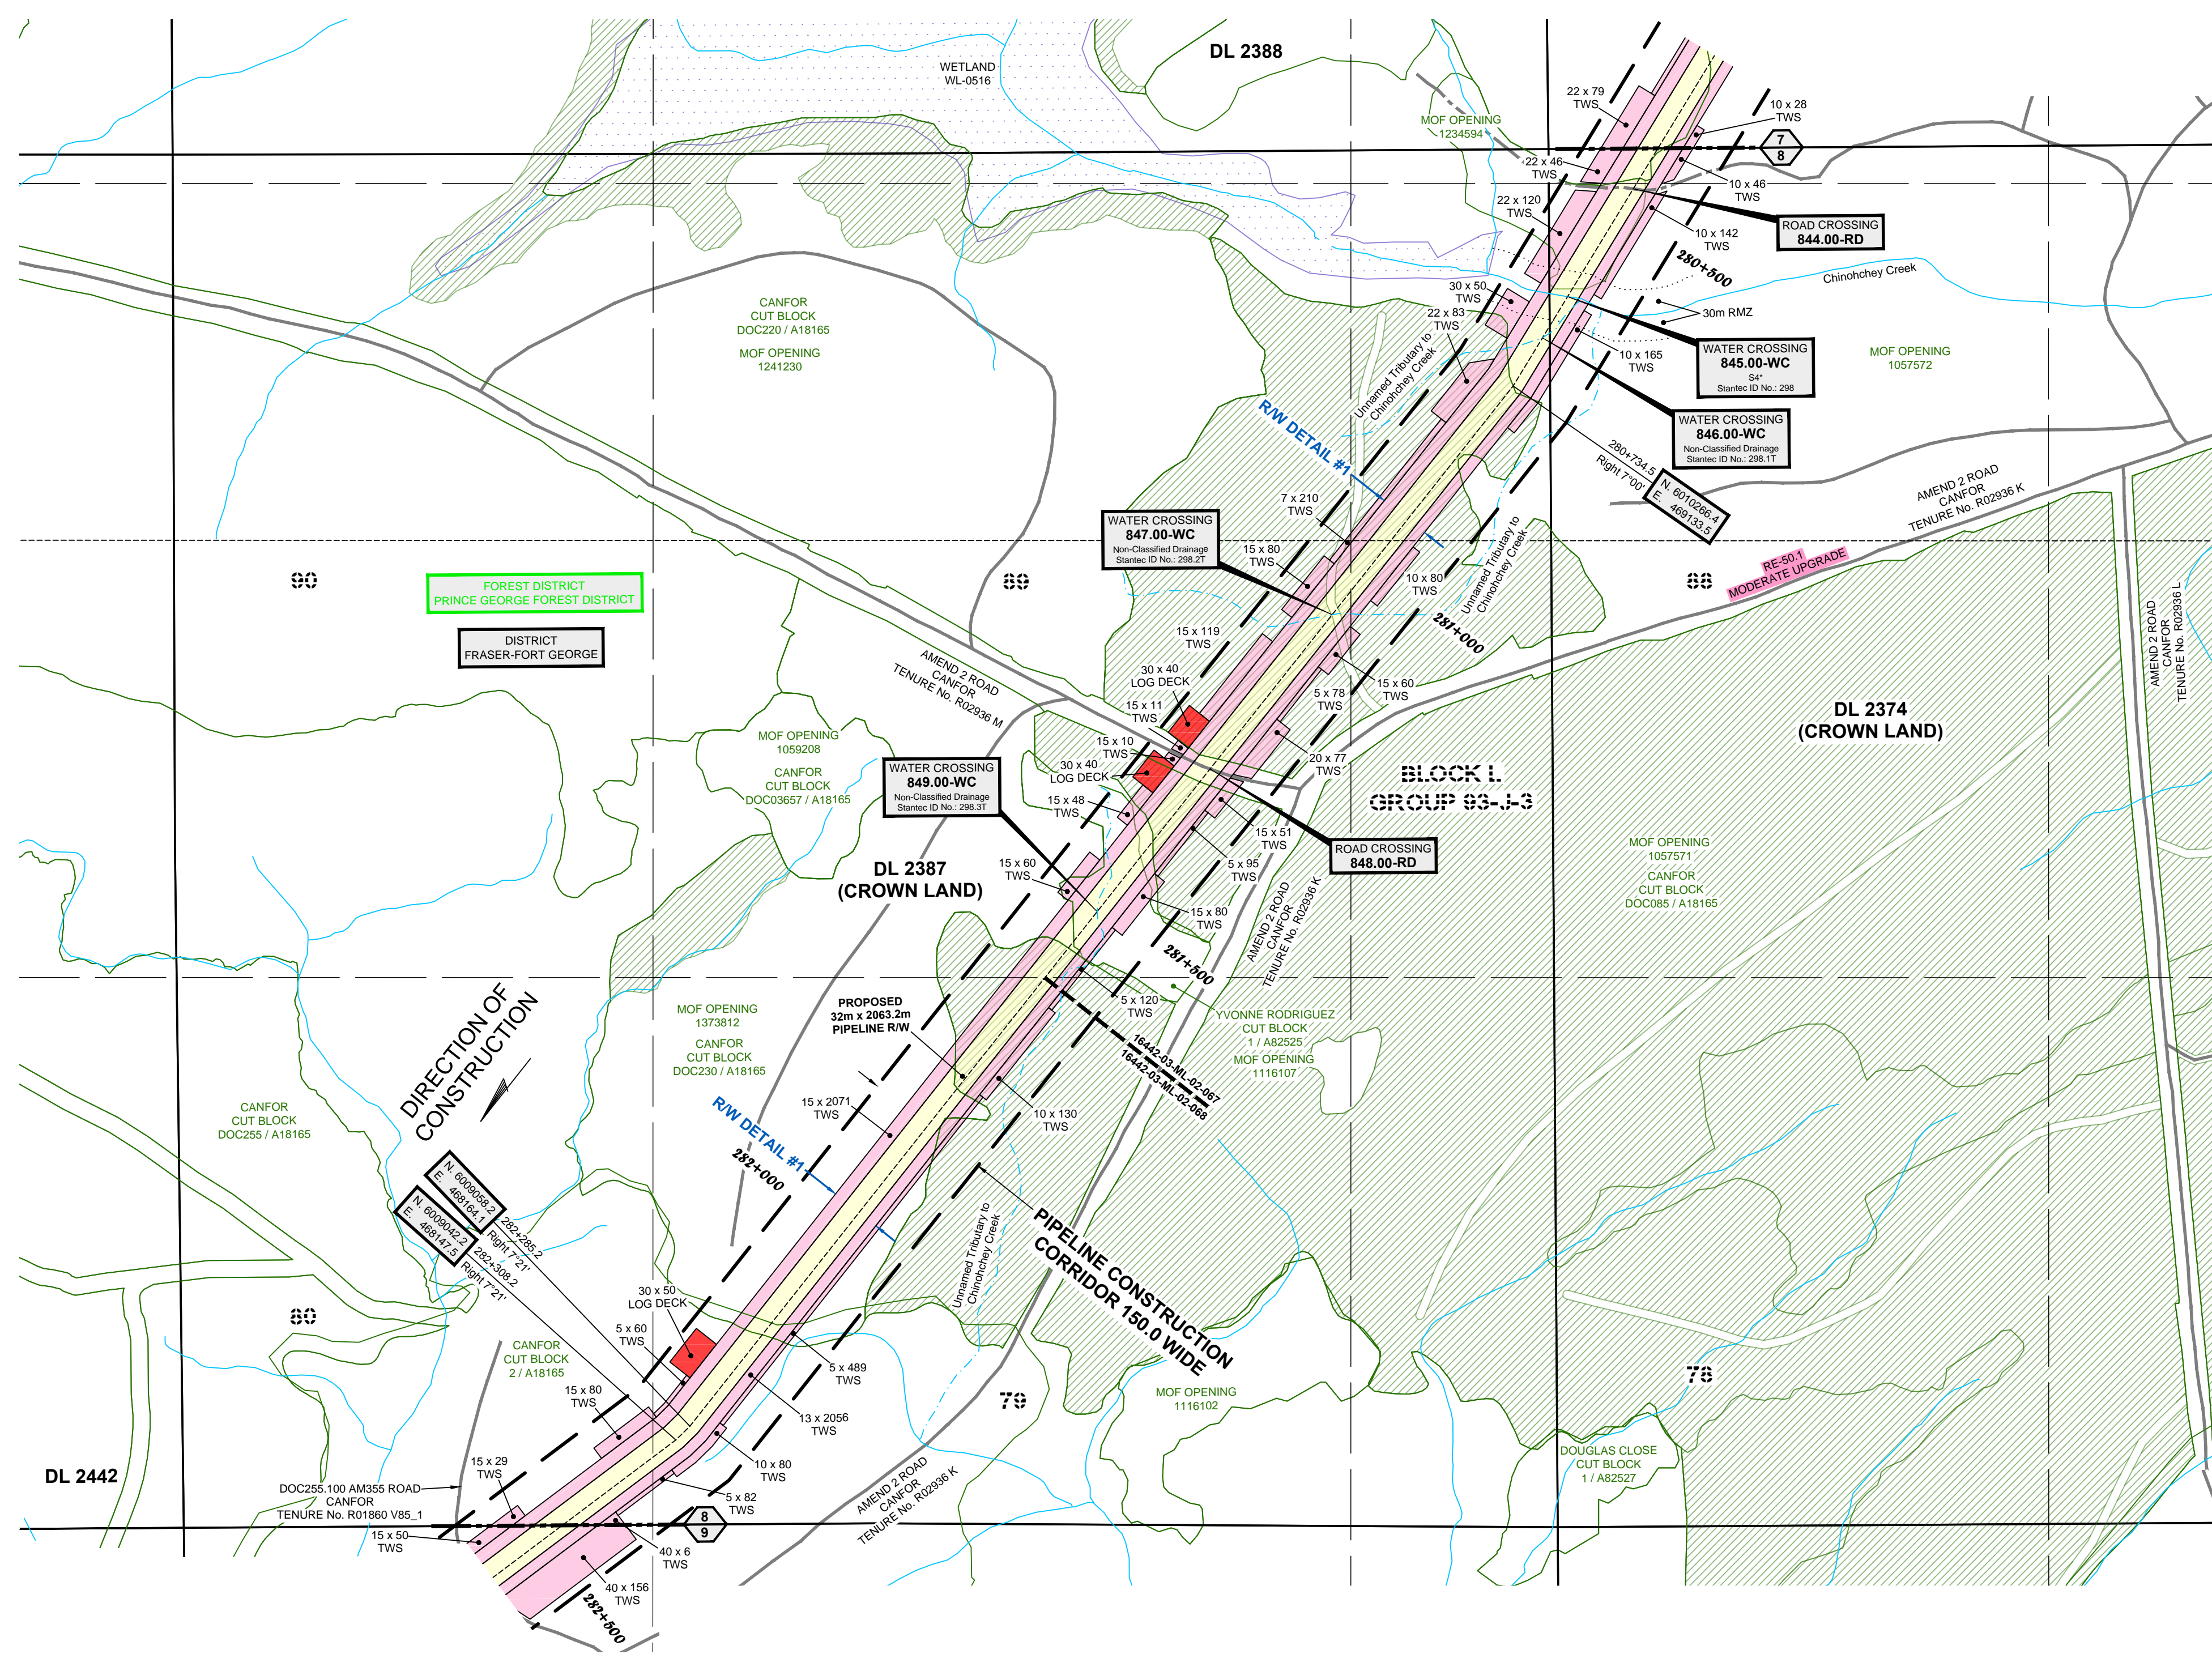 DL 2388
WETLAND
WL-0516
22 x 79
TWS
10 x 28
TWS
MOF OPENING
1234594
7
8
22 x 46
TWS
10 x 46
TWS
22 x 120
TWS
ROAD CROSSING
844.00-RD
10 x 142
TWS
280+500
Chinohchey Creek
30 x 50
TWS
30m RMZ
22 x 83
TWS
CANFOR
CUT BLOCK
DOC220 / A18165
MOF OPENING
1241230
Unnamed Tributary to
Chinohchey Creek
10 x 165
TWS
WATER CROSSING
845.00-WC
S4*
Stantec ID No.: 298
MOF OPENING
1057572
WATER CROSSING
846.00-WC
Non-Classified Drainage
Stantec ID No.: 298.1T
R/W DETAIL #1
280+734.5
Right 7°00'
N. 6010266.4
E. 469133.5
AMEND 2 ROAD
CANFOR
TENURE No. R02936 K
7 x 210
TWS
WATER CROSSING
847.00-WC
Non-Classified Drainage
Stantec ID No.: 298.2T
15 x 80
TWS
10 x 80
TWS
Unnamed Tributary to
Chinohchey Creek
RE-50.1
MODERATE UPGRADE
90
89
88
FOREST DISTRICT
PRINCE GEORGE FOREST DISTRICT
DISTRICT
FRASER-FORT GEORGE
281+000
AMEND 2 ROAD
CANFOR
TENURE No. R02936 L
15 x 119
TWS
AMEND 2 ROAD
CANFOR
TENURE No. R02936 M
30 x 40
LOG DECK
15 x 60
TWS
5 x 78
TWS
15 x 11
TWS
DL 2374
(CROWN LAND)
MOF OPENING
1059208
CANFOR
CUT BLOCK
DOC03657 / A18165
15 x 10
TWS
30 x 40
LOG DECK
20 x 77
TWS
WATER CROSSING
849.00-WC
Non-Classified Drainage
Stantec ID No.: 298.3T
BLOCK L
GROUP 93-J-3
15 x 48
TWS
15 x 51
TWS
ROAD CROSSING
848.00-RD
MOF OPENING
1057571
CANFOR
CUT BLOCK
DOC085 / A18165
DL 2387
(CROWN LAND)
15 x 60
TWS
5 x 95
TWS
15 x 80
TWS
AMEND 2 ROAD
CANFOR
TENURE No. R02936 K
281+500
DIRECTION OF
CONSTRUCTION
PROPOSED
32m x 2063.2m
PIPELINE R/W
5 x 120
TWS
MOF OPENING
1373812
CANFOR
CUT BLOCK
DOC230 / A18165
YVONNE RODRIGUEZ
CUT BLOCK
1 / A82525
MOF OPENING
1116107
16442-03-ML-02-067
16442-03-ML-02-068
CANFOR
CUT BLOCK
DOC255 / A18165
15 x 2071
TWS
10 x 130
TWS
R/W DETAIL #1
282+000
N. 6009058.2
E. 468164.1
282+285.2
Right 7°21'
N. 6009042.2
E. 468147.5
282+308.2
Right 7°21'
Unnamed Tributary to
Chinohchey Creek
PIPELINE CONSTRUCTION
CORRIDOR 150.0 WIDE
30 x 50
LOG DECK
80
5 x 60
TWS
CANFOR
CUT BLOCK
2 / A18165
5 x 489
TWS
15 x 80
TWS
79
MOF OPENING
1116102
78
13 x 2056
TWS
DL 2442
15 x 29
TWS
10 x 80
TWS
DOUGLAS CLOSE
CUT BLOCK
1 / A82527
DOC255.100 AM355 ROAD
CANFOR
TENURE No. R01860 V85_1
5 x 82
TWS
AMEND 2 ROAD
CANFOR
TENURE No. R02936 K
8
9
15 x 50
TWS
40 x 6
TWS
40 x 156
TWS
282+500